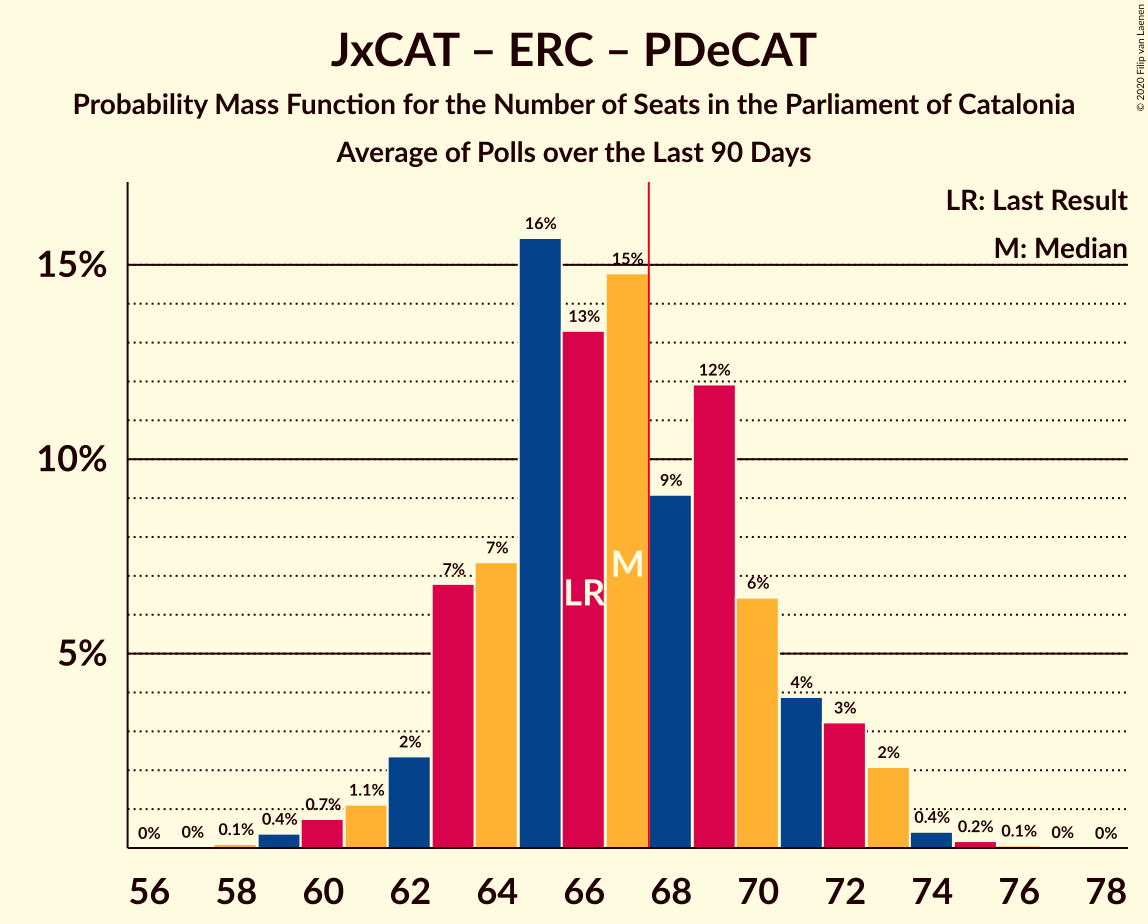 JxCAT – ERC – PDeCAT
Probability Mass Function for the Number of Seats in the Parliament of Catalonia
Average of Polls over the Last 90 Days
© 2020 Filip van Laenen
LR: Last Result
M: Median
15%
10%
5%
0%
0%
0.1%
0.4%
0.7%
1.1%
2%
7%
7%
16%
13%
15%
9%
12%
6%
4%
3%
2%
0.4%
0.2%
0.1%
0%
0%
LR
M
56 58 60 62 64 66 68 70 72 74 76 78